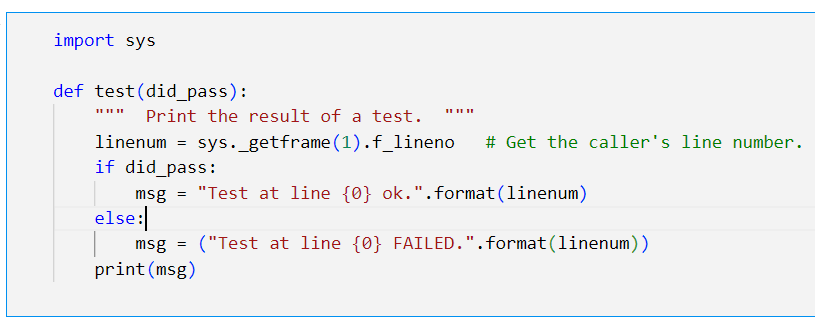 import sys
def test(did_pass):
    """  Print the result of a test.  """
    linenum = sys._getframe(1).f_lineno   # Get the caller's line number.
    if did_pass:
        msg = "Test at line {0} ok.".format(linenum)
    else:
        msg = ("Test at line {0} FAILED.".format(linenum))
    print(msg)